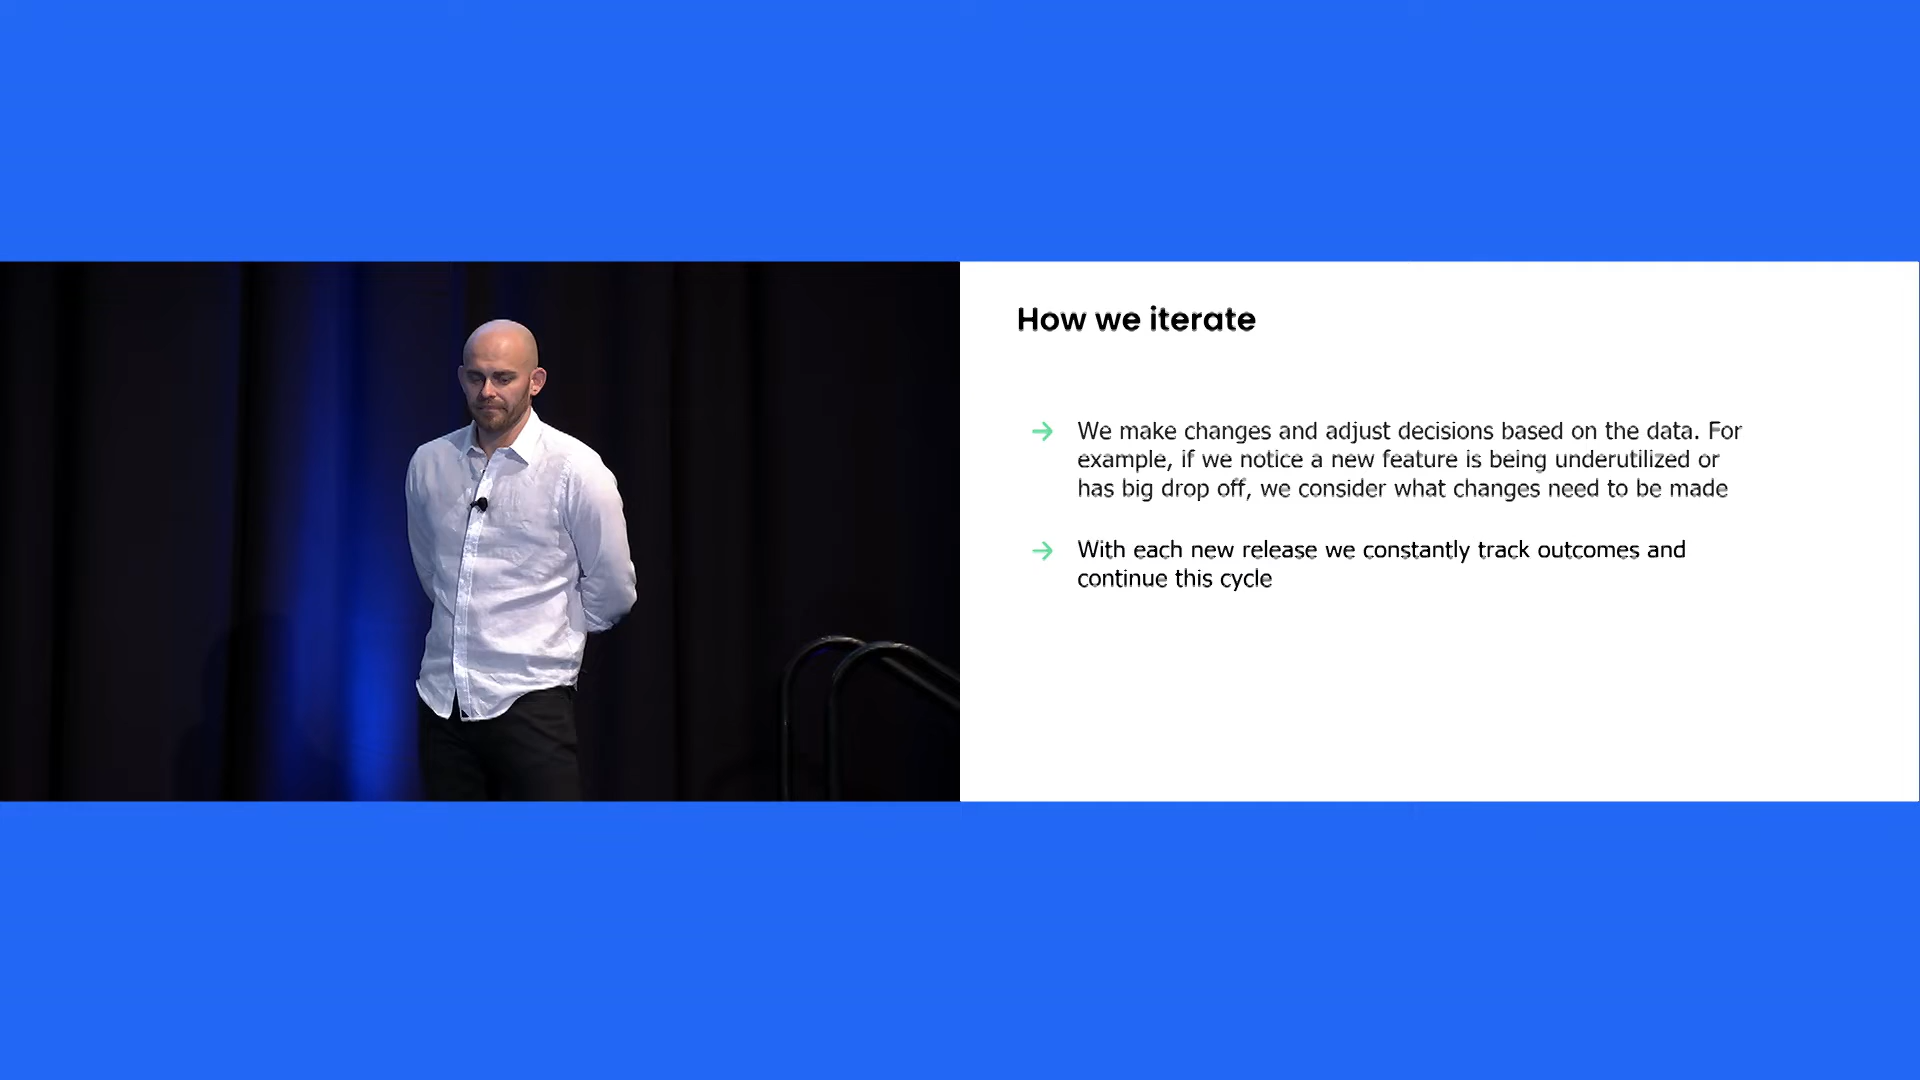 How we iterate
We make changes and adjust decisions based on the data. For
example, if we notice a new feature is being underutilized or
has big drop off, we consider what changes need to be made
With each new release we constantly track outcomes and
continue this cycle